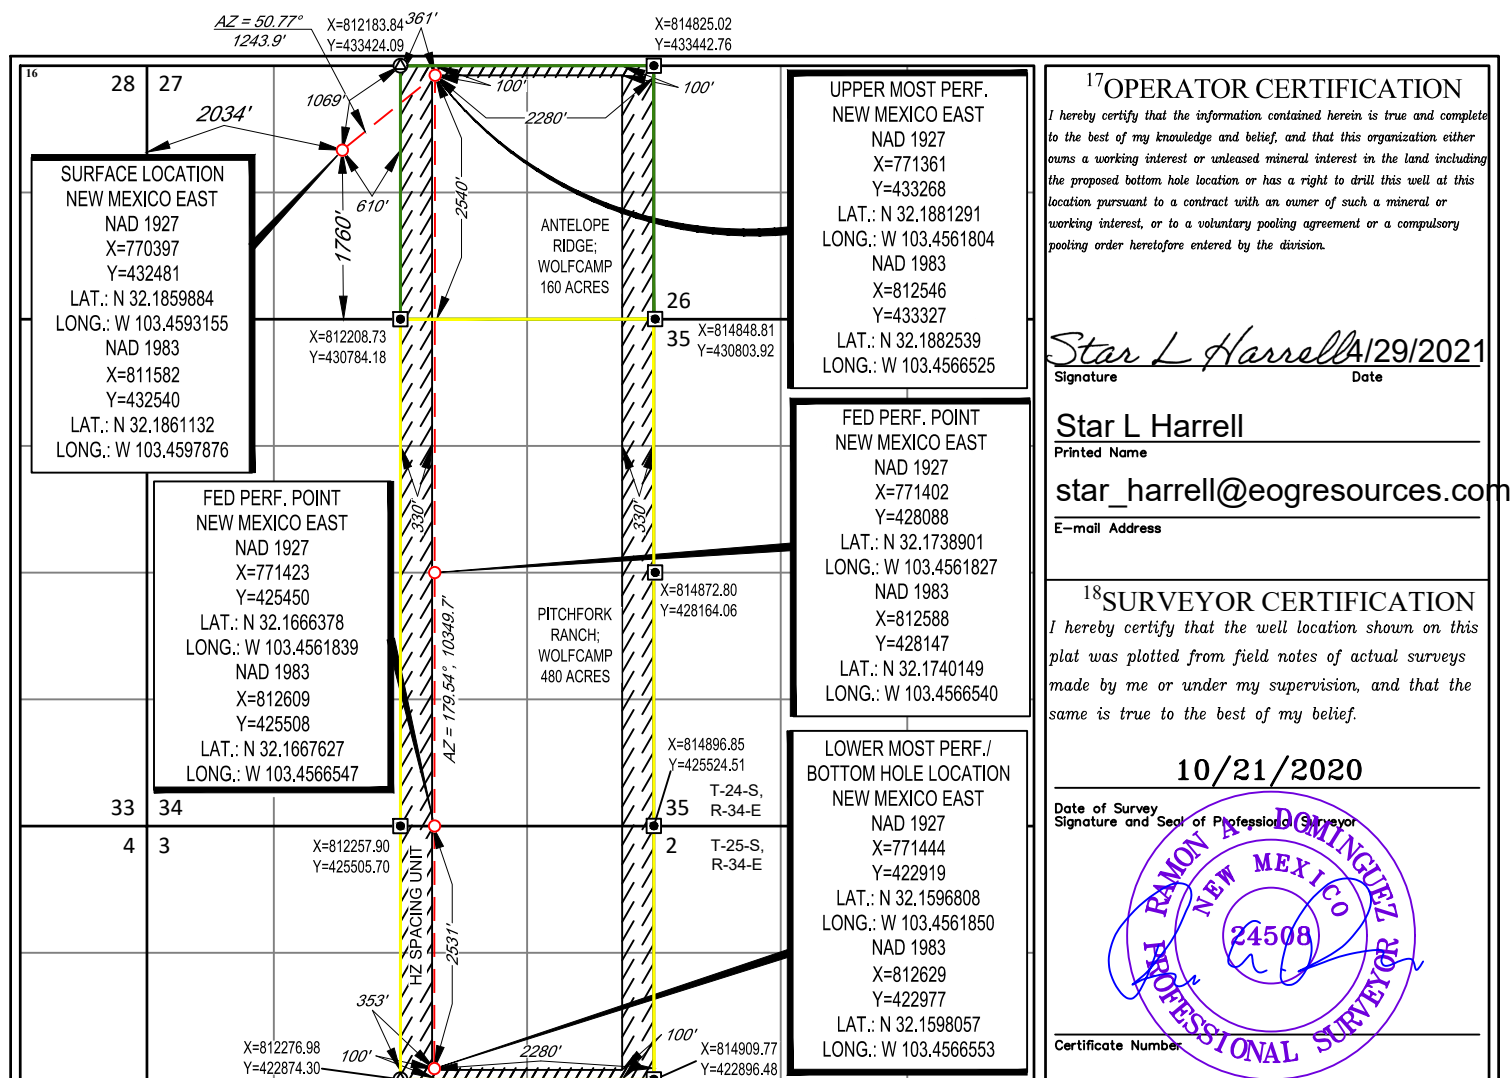 AZ = 50.77°
1243.9'
X=812183.84
Y=433424.09
361'
X=814825.02
Y=433442.76
16
28
27
2034'
1069'
100'
2280'
100'
610'
1760'
2540'
SURFACE LOCATION
NEW MEXICO EAST
NAD 1927
X=770397
Y=432481
LAT.: N 32.1859884
LONG.: W 103.4593155
NAD 1983
X=811582
Y=432540
LAT.: N 32.1861132
LONG.: W 103.4597876
ANTELOPE
RIDGE;
WOLFCAMP
160 ACRES
26
35
X=812208.73
Y=430784.18
X=814848.81
Y=430803.92
UPPER MOST PERF.
NEW MEXICO EAST
NAD 1927
X=771361
Y=433268
LAT.: N 32.1881291
LONG.: W 103.4561804
NAD 1983
X=812546
Y=433327
LAT.: N 32.1882539
LONG.: W 103.4566525
FED PERF. POINT
NEW MEXICO EAST
NAD 1927
X=771423
Y=425450
LAT.: N 32.1666378
LONG.: W 103.4561839
NAD 1983
X=812609
Y=425508
LAT.: N 32.1667627
LONG.: W 103.4566547
330'
330'
FED PERF. POINT
NEW MEXICO EAST
NAD 1927
X=771402
Y=428088
LAT.: N 32.1738901
LONG.: W 103.4561827
NAD 1983
X=812588
Y=428147
LAT.: N 32.1740149
LONG.: W 103.4566540
X=814872.80
Y=428164.06
PITCHFORK
RANCH;
WOLFCAMP
480 ACRES
AZ = 179.54°, 10349.7'
X=814896.85
Y=425524.51
T-24-S,
R-34-E
33
34
35
4
3
2
T-25-S,
R-34-E
X=812257.90
Y=425505.70
HZ SPACING UNIT
2531'
353'
X=812276.98
Y=422874.30
100'
2280'
100'
X=814909.77
Y=422896.48
LOWER MOST PERF./
BOTTOM HOLE LOCATION
NEW MEXICO EAST
NAD 1927
X=771444
Y=422919
LAT.: N 32.1596808
LONG.: W 103.4561850
NAD 1983
X=812629
Y=422977
LAT.: N 32.1598057
LONG.: W 103.4566553
17 OPERATOR CERTIFICATION
I hereby certify that the information contained herein is true and complete
to the best of my knowledge and belief, and that this organization either
owns a working interest or unleased mineral interest in the land including
the proposed bottom hole location or has a right to drill this well at this
location pursuant to a contract with an owner of such a mineral or
working interest, or to a voluntary pooling agreement or a compulsory
pooling order heretofore entered by the division.
Star L Harrell 4/29/2021
Signature Date
Star L Harrell
Printed Name
star_harrell@eogresources.com
E-mail Address
18 SURVEYOR CERTIFICATION
I hereby certify that the well location shown on this
plat was plotted from field notes of actual surveys
made by me or under my supervision, and that the
same is true to the best of my belief.
10/21/2020
Date of Survey
Signature and Seal of Professional Surveyor
RAMON A. DOMINGUEZ
NEW MEXICO
24508
PROFESSIONAL SURVEYOR
Certificate Number